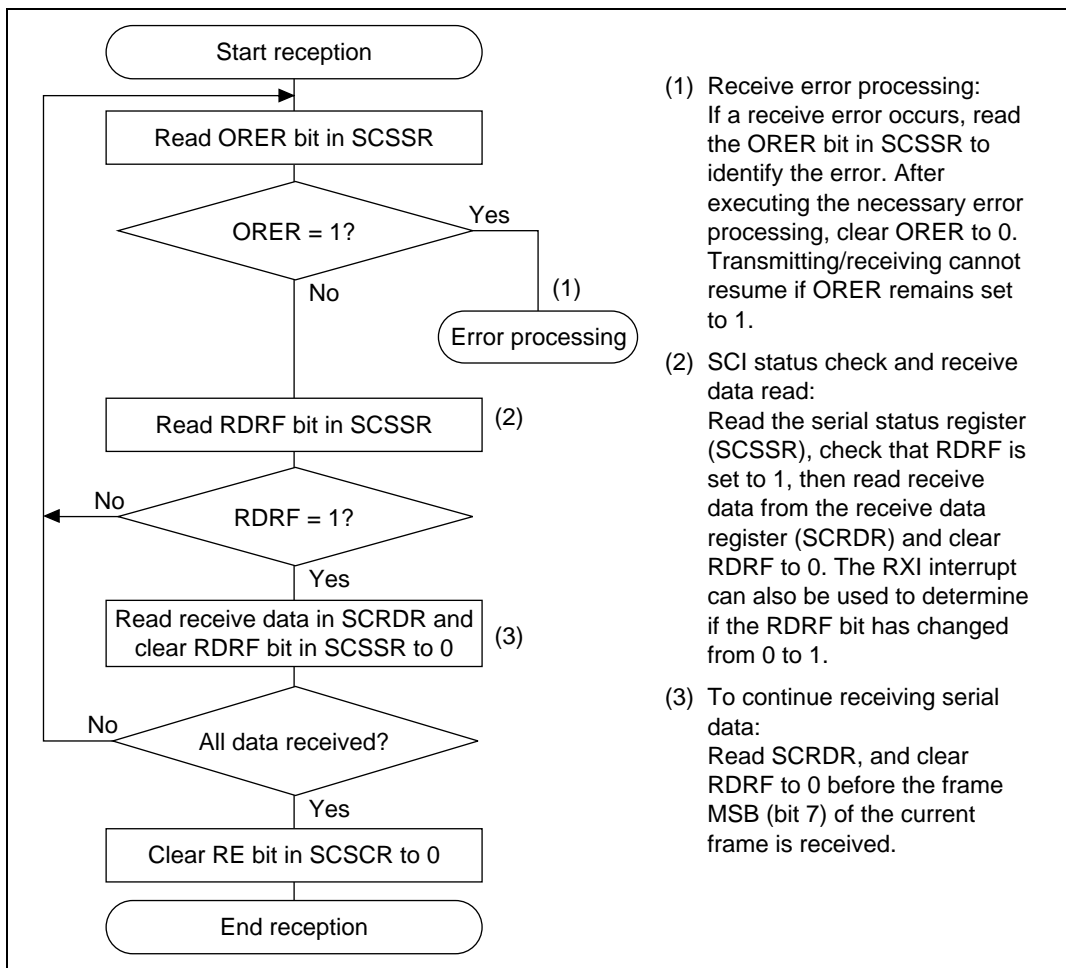 Start reception
Read ORER bit in SCSSR
ORER = 1?
Yes
No
(1)
Error processing
Read RDRF bit in SCSSR
(2)
No
RDRF = 1?
Yes
Read receive data in SCRDR and
clear RDRF bit in SCSSR to 0
(3)
No
All data received?
Yes
Clear RE bit in SCSCR to 0
End reception
(1) Receive error processing:
If a receive error occurs, read
the ORER bit in SCSSR to
identify the error. After
executing the necessary error
processing, clear ORER to 0.
Transmitting/receiving cannot
resume if ORER remains set
to 1.
(2) SCI status check and receive
data read:
Read the serial status register
(SCSSR), check that RDRF is
set to 1, then read receive
data from the receive data
register (SCRDR) and clear
RDRF to 0. The RXI interrupt
can also be used to determine
if the RDRF bit has changed
from 0 to 1.
(3) To continue receiving serial
data:
Read SCRDR, and clear
RDRF to 0 before the frame
MSB (bit 7) of the current
frame is received.